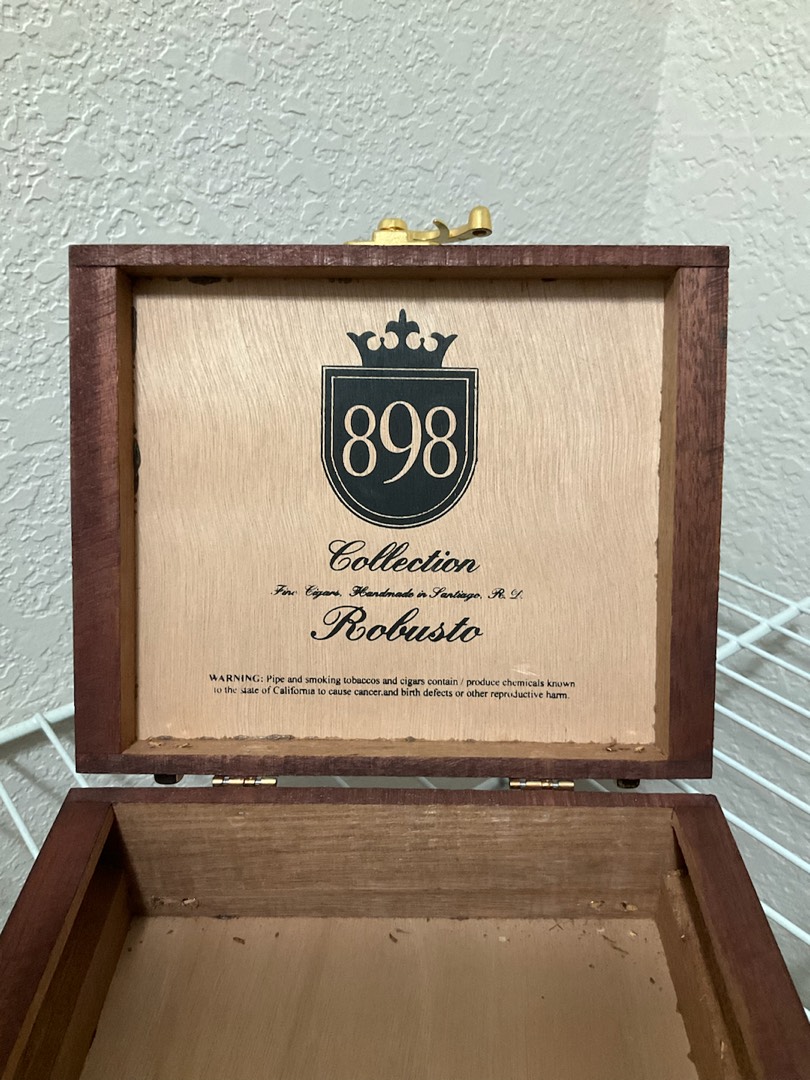 898
Collection
Fine Cigars, Handmade in Santiago, R. D.
Robusto
WARNING: Pipe and smoking tobaccos and cigars contain / produce chemicals known
to the state of California to cause cancer.and birth defects or other reproductive harm.